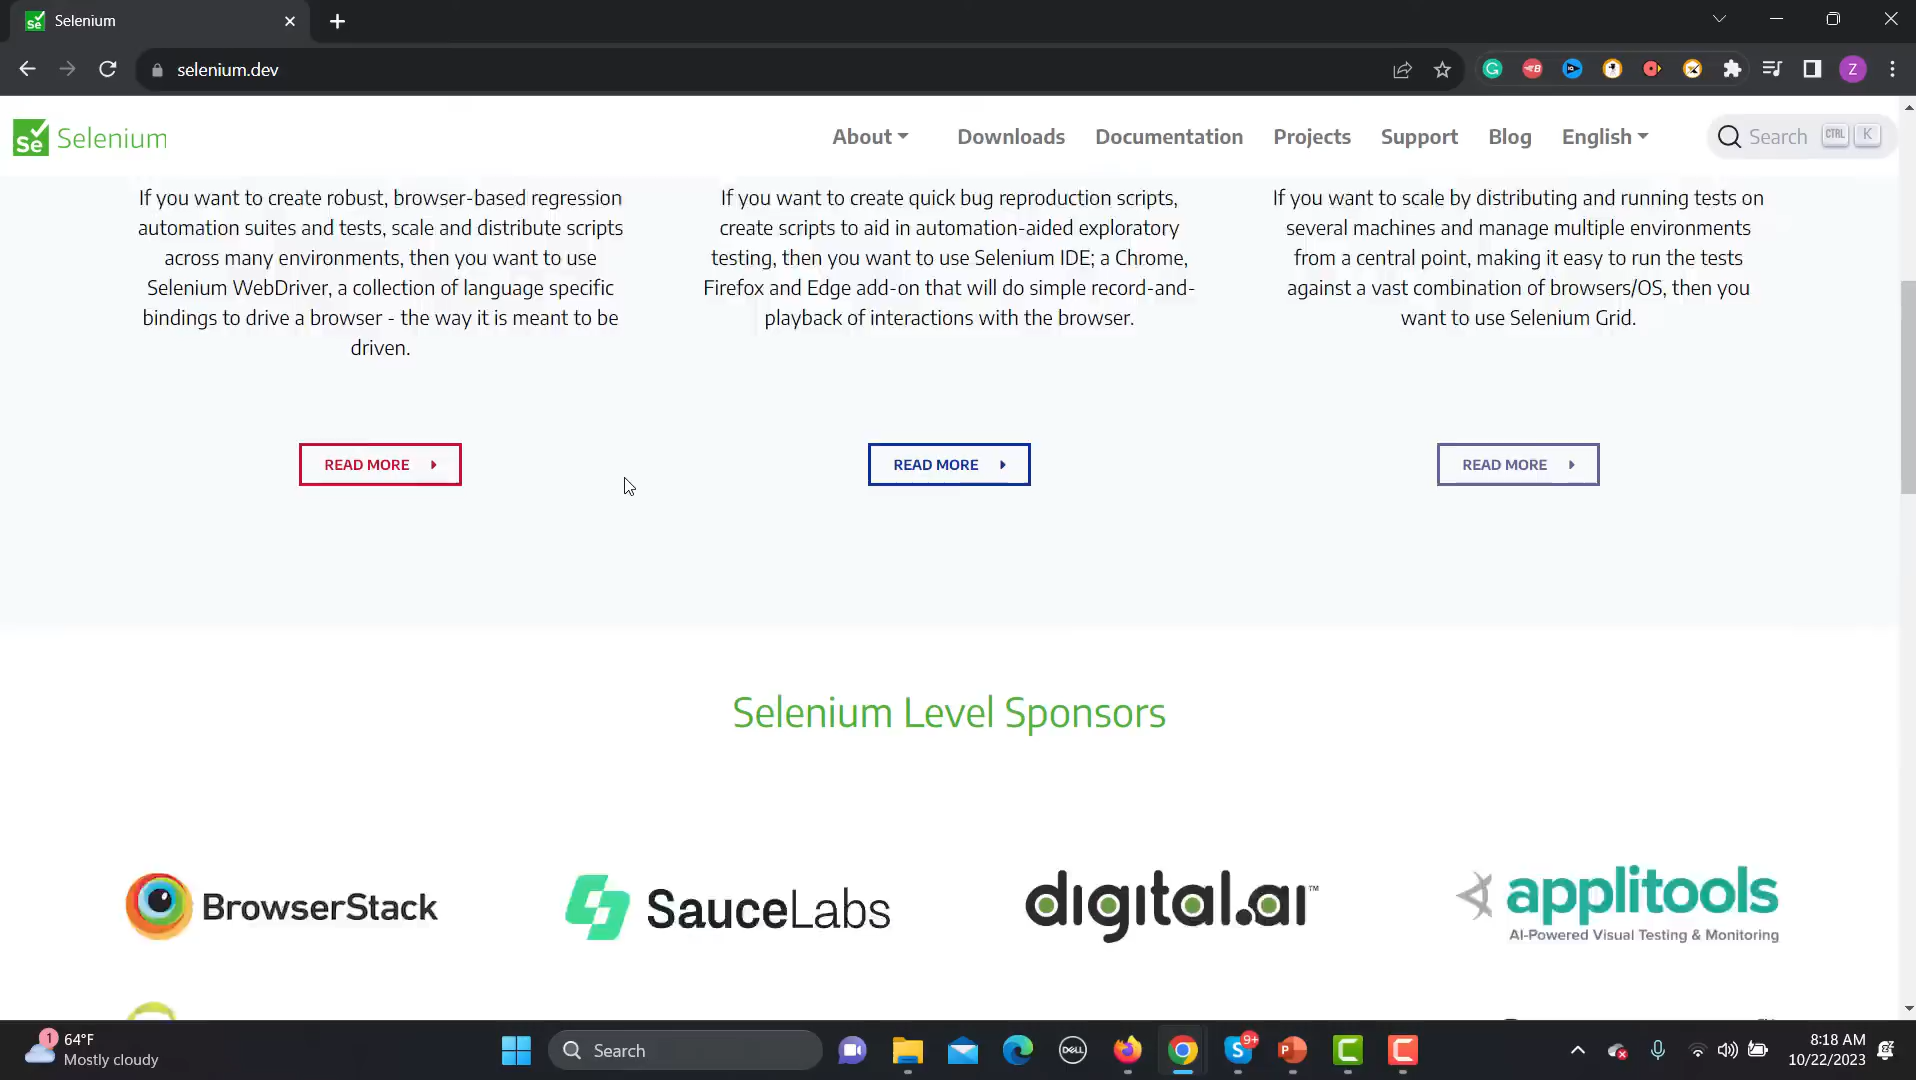 Selenium
selenium.dev
Z
Se Selenium
About
Downloads
Documentation
Projects
Support
Blog
English
Search CTRL K
If you want to create robust, browser-based regression
automation suites and tests, scale and distribute scripts
across many environments, then you want to use
Selenium WebDriver, a collection of language specific
bindings to drive a browser - the way it is meant to be
driven.
READ MORE
If you want to create quick bug reproduction scripts,
create scripts to aid in automation-aided exploratory
testing, then you want to use Selenium IDE; a Chrome,
Firefox and Edge add-on that will do simple record-and-
playback of interactions with the browser.
READ MORE
If you want to scale by distributing and running tests on
several machines and manage multiple environments
from a central point, making it easy to run the tests
against a vast combination of browsers/OS, then you
want to use Selenium Grid.
READ MORE
Selenium Level Sponsors
BrowserStack
SauceLabs
digital.ai™
applitools
AI-Powered Visual Testing & Monitoring
1
64°F
Mostly cloudy
Search
DELL
9+
8:18 AM
10/22/2023